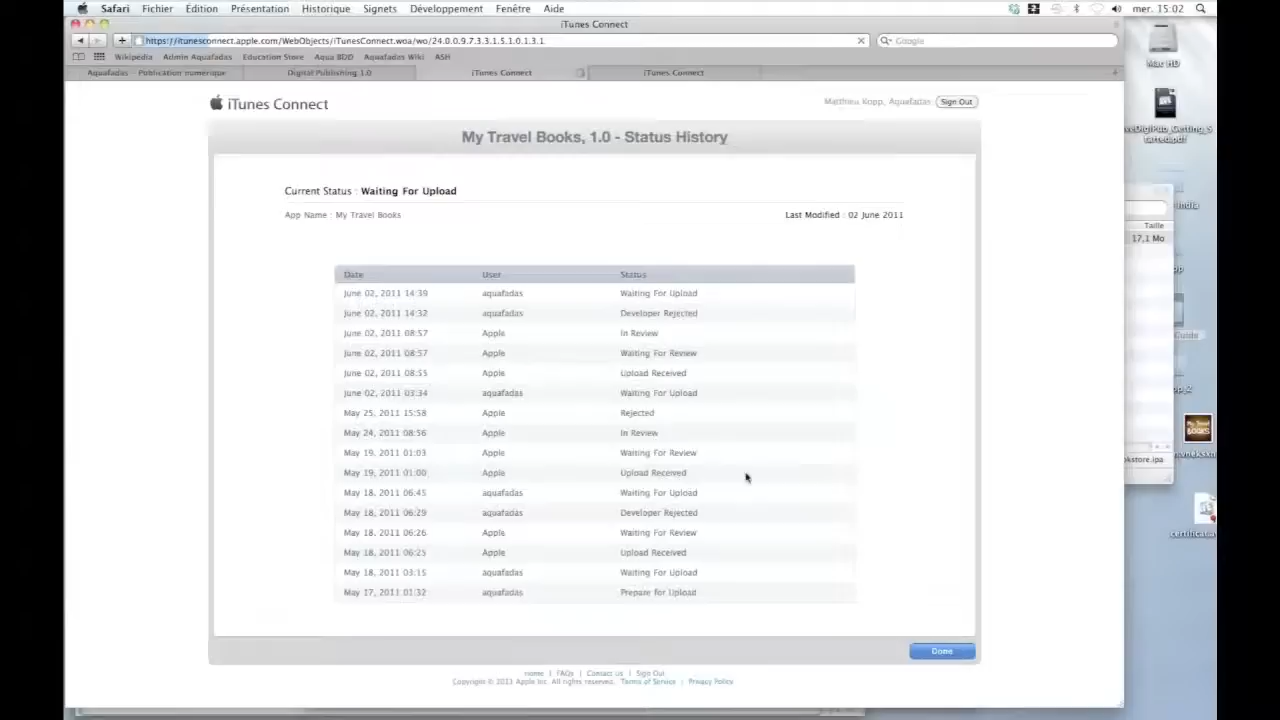 Safari Fichier Édition Présentation Historique Signets Développement Fenêtre Aide mer. 15:02
iTunes Connect
https://itunesconnect.apple.com/WebObjects/iTunesConnect.woa/wo/24.0.0.9.7.3.3.1.5.1.0.1.3.1 Google
Wikipedia Admin Aquafadas Education Store Aqua BDD Aquafadas Wiki ASH
Aquafadas Publication numérique Digital Publishing 1.0 iTunes Connect iTunes Connect
Mac HD
iTunes Connect Matthieu Kopp, Aquafadas Sign Out
My Travel Books, 1.0 - Status History
Current Status : Waiting For Upload
App Name : My Travel Books Last Modified : 02 June 2011
Taille
17,1 Mo
Date User Status
June 02, 2011 14:39 aquafadas Waiting For Upload
June 02, 2011 14:32 aquafadas Developer Rejected
June 02, 2011 08:57 Apple In Review
June 02, 2011 08:57 Apple Waiting For Review
June 02, 2011 08:55 Apple Upload Received
June 02, 2011 03:34 aquafadas Waiting For Upload
May 25, 2011 15:58 Apple Rejected
May 24, 2011 08:56 Apple In Review
May 19, 2011 01:03 Apple Waiting For Review
May 19, 2011 01:00 Apple Upload Received
May 18, 2011 06:45 aquafadas Waiting For Upload
May 18, 2011 06:29 aquafadas Developer Rejected
May 18, 2011 06:26 Apple Waiting For Review
May 18, 2011 06:25 Apple Upload Received
May 18, 2011 03:15 aquafadas Waiting For Upload
May 17, 2011 01:32 aquafadas Prepare for Upload
Done
Home | FAQs | Contact Us | Sign Out
Copyright © 2011 Apple Inc. All rights reserved. Terms of Service | Privacy Policy